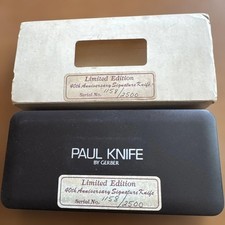 Limited Edition
40th Anniversary Signature Knife
Serial No. 1158/2500
PAUL KNIFE
BY GERBER
Limited Edition
40th Anniversary Signature Knife
Serial No. 1158/2500